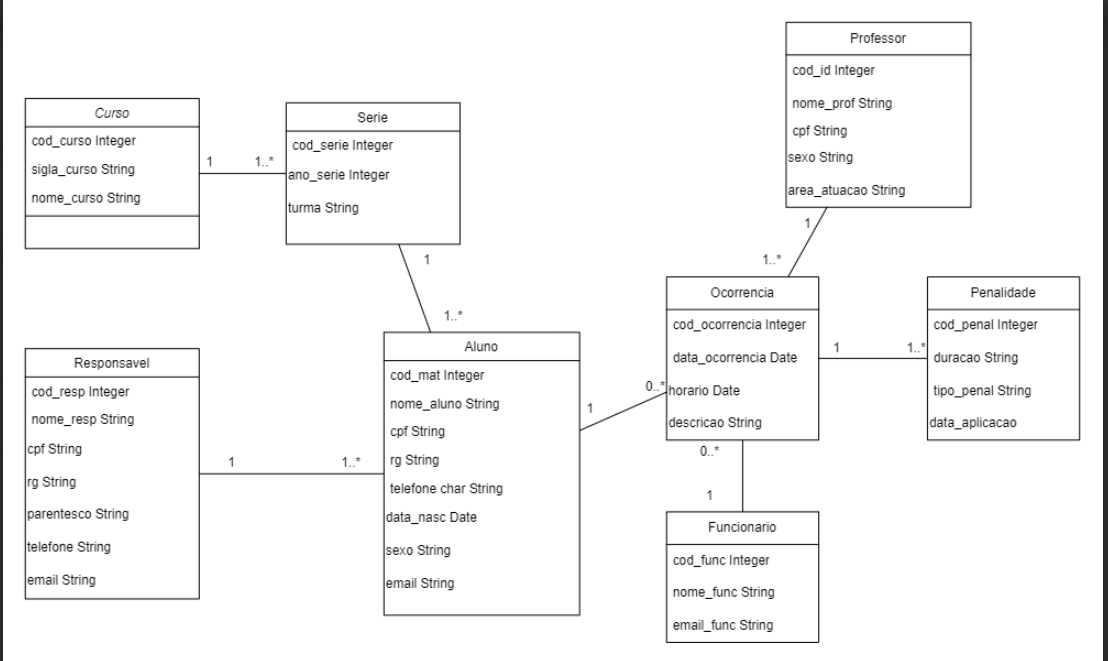 Professor
cod_id Integer
nome_prof String
cpf String
sexo String
area_atuacao String
1
1..*
Curso
cod_curso Integer
sigla_curso String
nome_curso String
1
1..*
Serie
cod_serie Integer
ano_serie Integer
turma String
1
1..*
Ocorrencia
cod_ocorrencia Integer
data_ocorrencia Date
horario Date
descricao String
1
1..*
Penalidade
cod_penal Integer
duracao String
tipo_penal String
data_aplicacao
Responsavel
cod_resp Integer
nome_resp String
cpf String
rg String
parentesco String
telefone String
email String
1
1..*
Aluno
cod_mat Integer
nome_aluno String
cpf String
rg String
telefone char String
data_nasc Date
sexo String
email String
1
0..*
0..*
1
Funcionario
cod_func Integer
nome_func String
email_func String